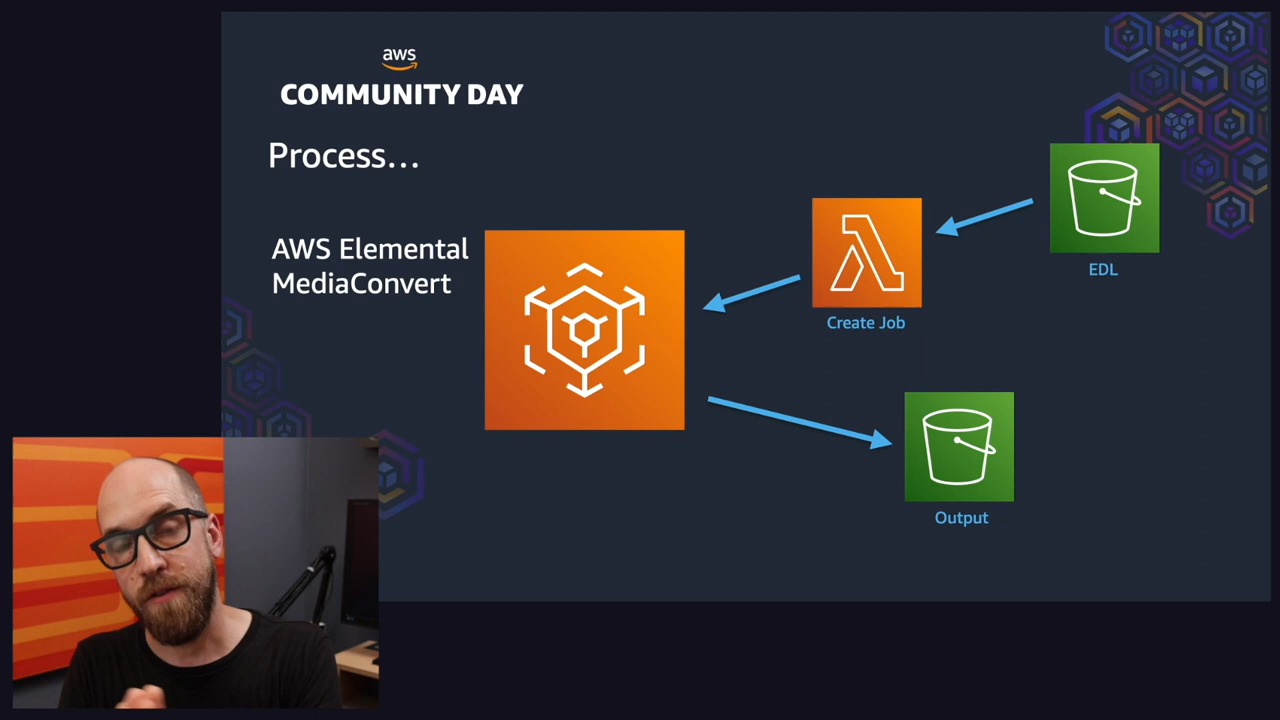 aws
COMMUNITY DAY
Process…
AWS Elemental
MediaConvert
EDL
Create Job
Output